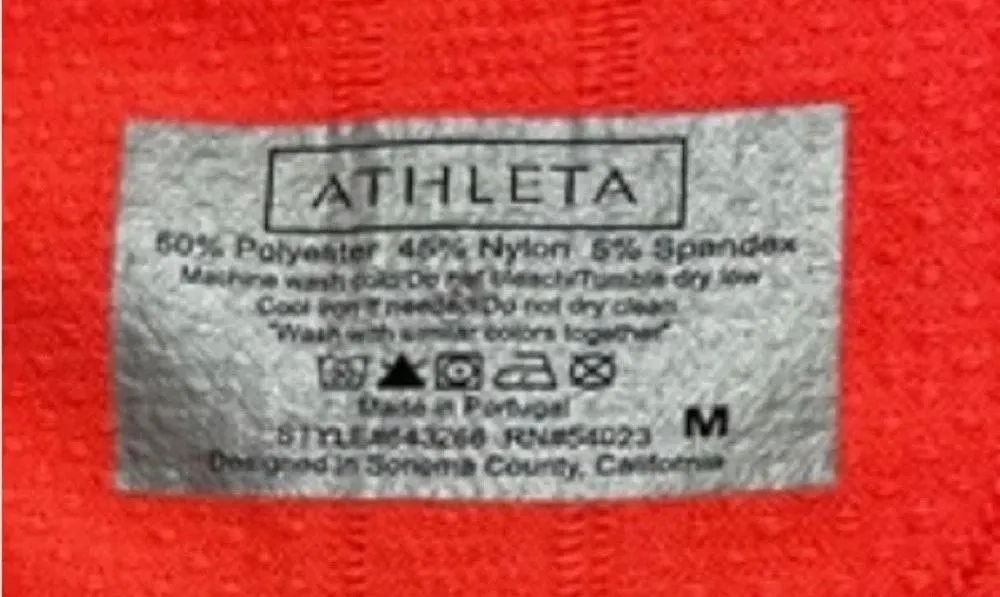 ATHLETA
50% Polyester 45% Nylon 5% Spandex
Machine wash cold/Do not bleach/Tumble dry low
Cool iron if needed/Do not dry clean
"Wash with similar colors together"
Made in Portugal
STYLE#643268 RN#54023
M
Designed in Sonoma County, California